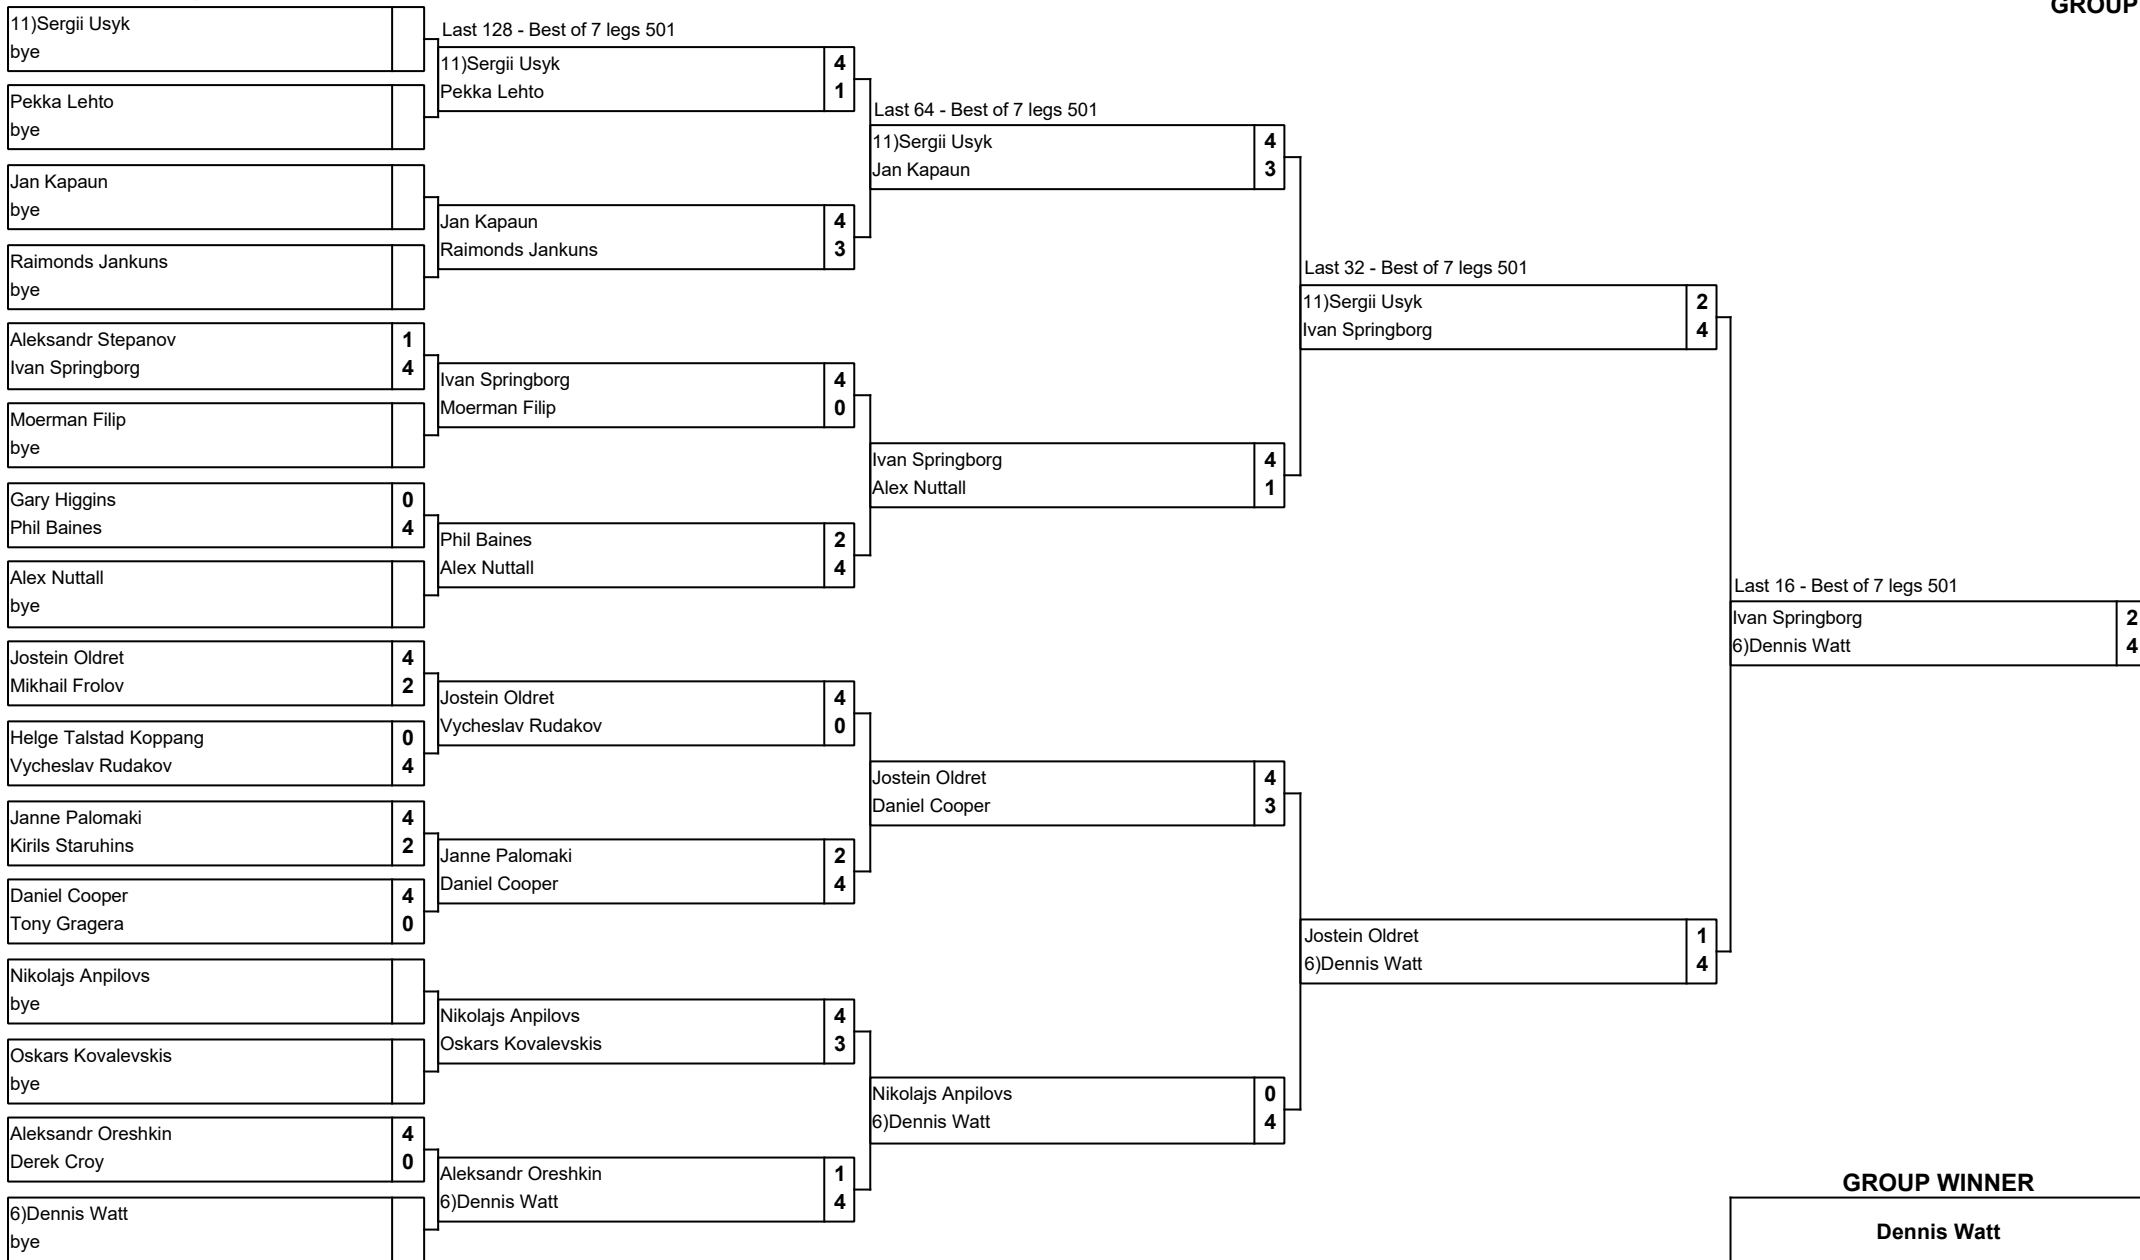 GROUP
11)Sergii Usyk
bye
Pekka Lehto
bye
Jan Kapaun
bye
Raimonds Jankuns
bye
Aleksandr Stepanov 1
Ivan Springborg 4
Moerman Filip
bye
Gary Higgins 0
Phil Baines 4
Alex Nuttall
bye
Jostein Oldret 4
Mikhail Frolov 2
Helge Talstad Koppang 0
Vycheslav Rudakov 4
Janne Palomaki 4
Kirils Staruhins 2
Daniel Cooper 4
Tony Gragera 0
Nikolajs Anpilovs
bye
Oskars Kovalevskis
bye
Aleksandr Oreshkin 4
Derek Croy 0
6)Dennis Watt
bye
Last 128 - Best of 7 legs 501
11)Sergii Usyk 4
Pekka Lehto 1
Jan Kapaun 4
Raimonds Jankuns 3
Ivan Springborg 4
Moerman Filip 0
Phil Baines 2
Alex Nuttall 4
Jostein Oldret 4
Vycheslav Rudakov 0
Janne Palomaki 2
Daniel Cooper 4
Nikolajs Anpilovs 4
Oskars Kovalevskis 3
Aleksandr Oreshkin 1
6)Dennis Watt 4
Last 64 - Best of 7 legs 501
11)Sergii Usyk 4
Jan Kapaun 3
Ivan Springborg 4
Alex Nuttall 1
Jostein Oldret 4
Daniel Cooper 3
Nikolajs Anpilovs 0
6)Dennis Watt 4
Last 32 - Best of 7 legs 501
11)Sergii Usyk 2
Ivan Springborg 4
Jostein Oldret 1
6)Dennis Watt 4
Last 16 - Best of 7 legs 501
Ivan Springborg 2
6)Dennis Watt 4
GROUP WINNER
Dennis Watt